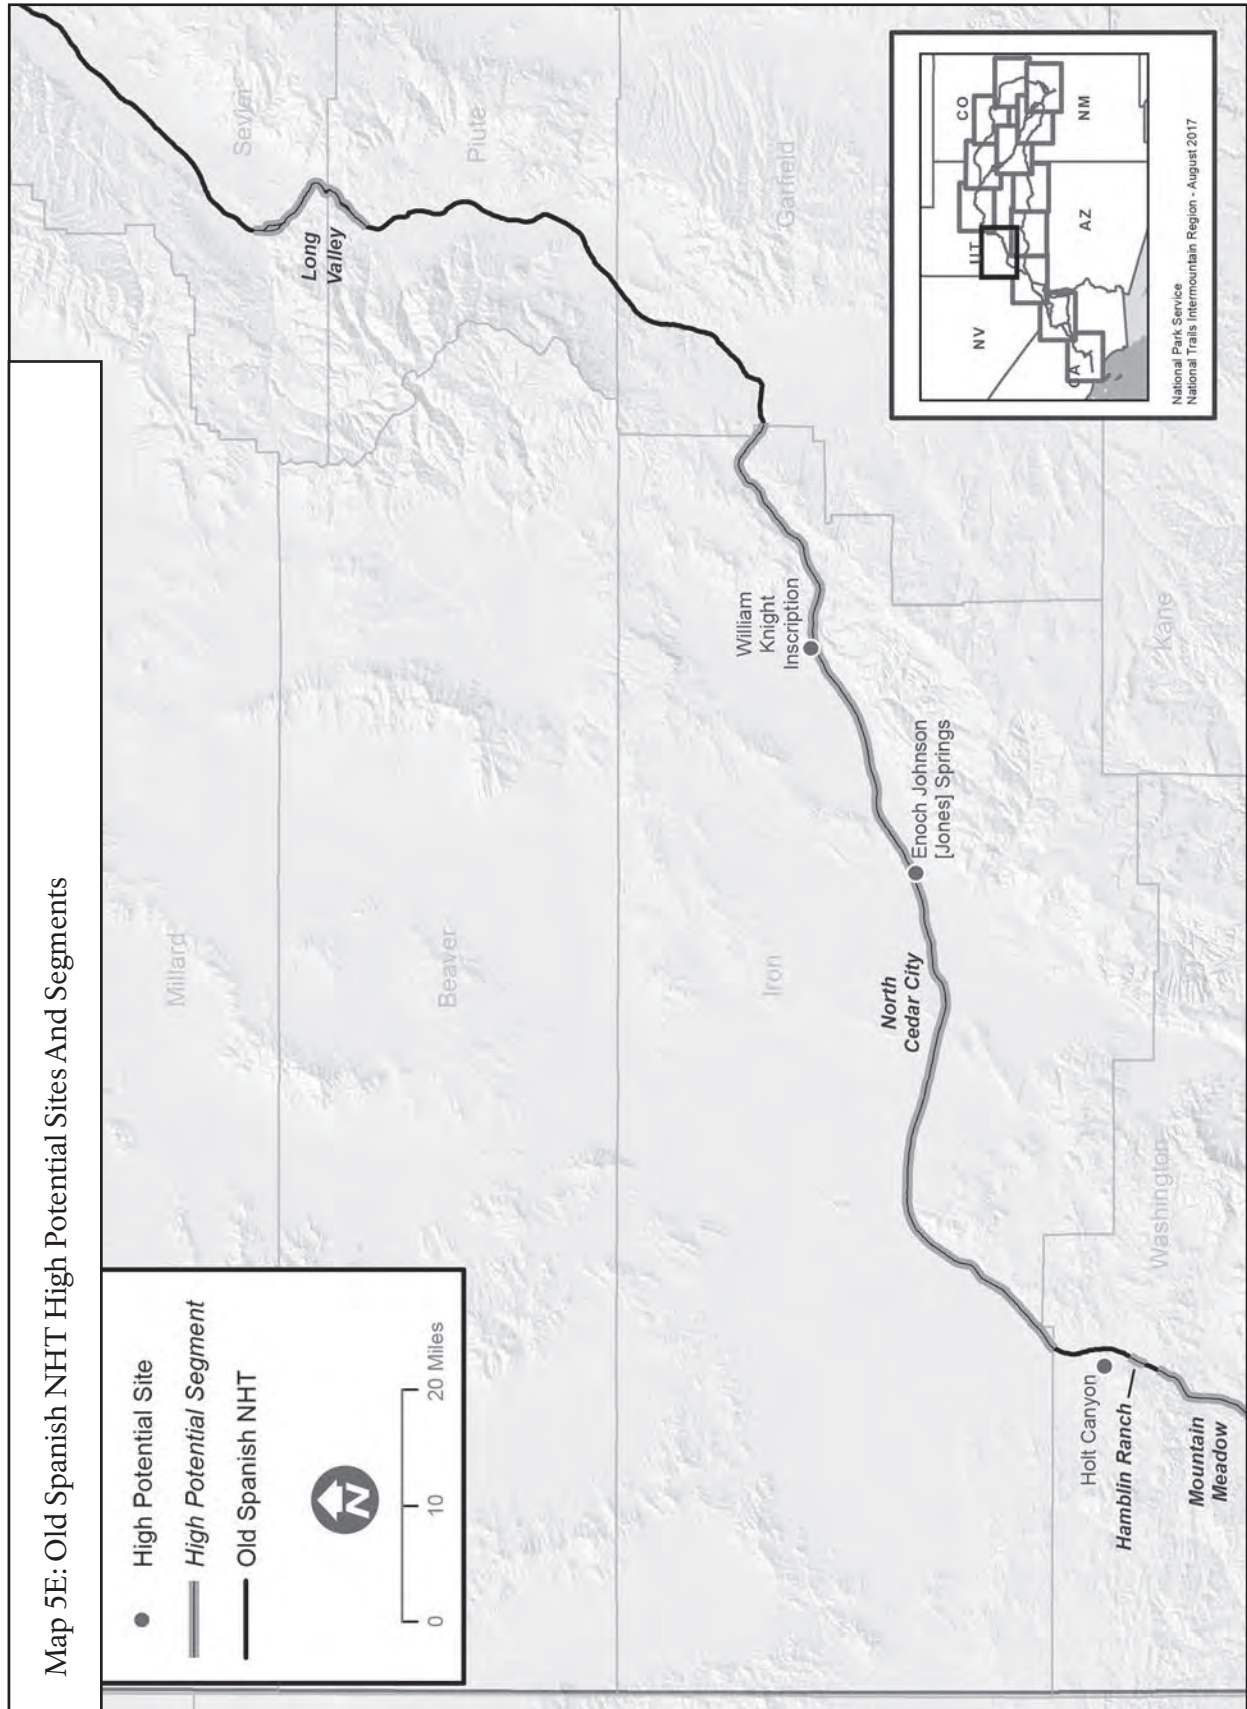 Map 5E: Old Spanish NHT High Potential Sites And Segments
High Potential Site
High Potential Segment
Old Spanish NHT
N
0
10
20 Miles
Millard
Beaver
Iron
Washington
Sevier
Piute
Garfield
Kane
Long
Valley
William
Knight
Inscription
Enoch Johnson
[Jones] Springs
North
Cedar City
Holt Canyon
Hamblin Ranch
Mountain
Meadow
NV
UT
CO
CA
AZ
NM
National Park Service
National Trails Intermountain Region - August 2017